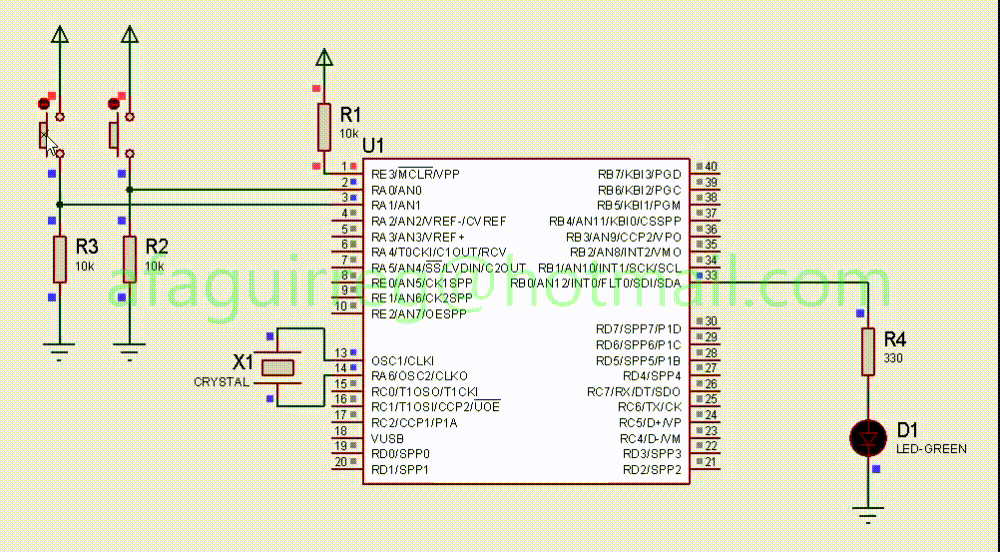 R1
10k
U1
1 RE3/MCLR/VPP RB7/KBI3/PGD 40
2 RA0/AN0 RB6/KBI2/PGC 39
3 RA1/AN1 RB5/KBI1/PGM 38
4 RA2/AN2/VREF-/CVREF RB4/AN11/KBI0/CSSPP 37
5 RA3/AN3/VREF+ RB3/AN9/CCP2/VPO 36
6 RA4/T0CKI/C1OUT/RCV RB2/AN8/INT2/VMO 35
7 RA5/AN4/SS/LVDIN/C2OUT RB1/AN10/INT1/SCK/SCL 34
8 RE0/AN5/CK1SPP RB0/AN12/INT0/FLT0/SDI/SDA 33
9 RE1/AN6/CK2SPP
10 RE2/AN7/OESPP
R3
10k
R2
10k
RD7/SPP7/P1D 30
RD6/SPP6/P1C 29
13 OSC1/CLKI RD5/SPP5/P1B 28
14 RA6/OSC2/CLKO RD4/SPP4 27
15 RC0/T1OSO/T1CKI RC7/RX/DT/SDO 26
16 RC1/T1OSI/CCP2/UOE RC6/TX/CK 25
17 RC2/CCP1/P1A RC5/D+/VP 24
18 VUSB RC4/D-/VM 23
19 RD0/SPP0 RD3/SPP3 22
20 RD1/SPP1 RD2/SPP2 21
X1
CRYSTAL
R4
330
D1
LED-GREEN